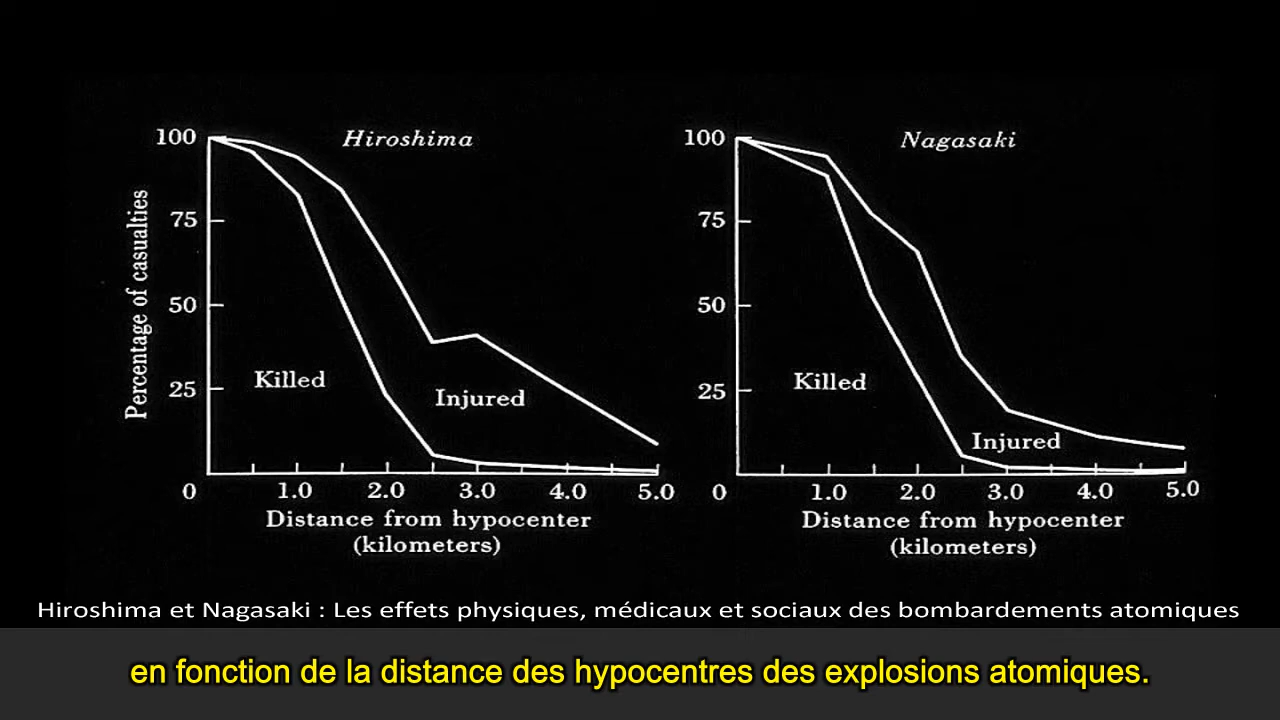 Hiroshima
100
75
50
25
0
Percentage of casualties
Killed
Injured
1.0 2.0 3.0 4.0 5.0
Distance from hypocenter
(kilometers)
Nagasaki
100
75
50
25
0
Killed
Injured
1.0 2.0 3.0 4.0 5.0
Distance from hypocenter
(kilometers)
Hiroshima et Nagasaki : Les effets physiques, médicaux et sociaux des bombardements atomiques
en fonction de la distance des hypocentres des explosions atomiques.